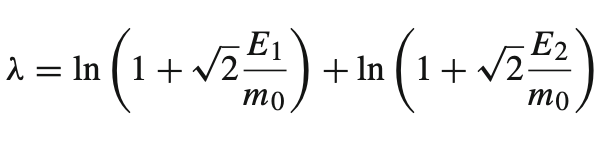 λ = ln(1 + √2 E₁/m₀) + ln(1 + √2 E₂/m₀)